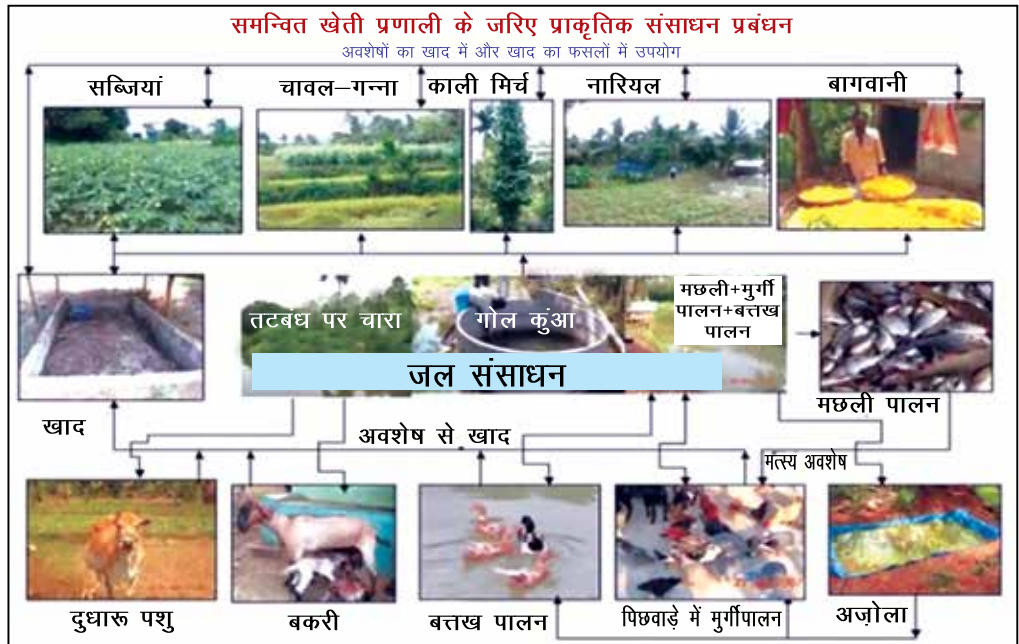 समन्वित खेती प्रणाली के जरिए प्राकृतिक संसाधन प्रबंधन
अवशेषों का खाद में और खाद का फसलों में उपयोग
सब्जियां
चावल–गन्ना
काली मिर्च
नारियल
बागवानी
तटबंध पर चारा
गोल कुंआ
मछली+मुर्गी
पालन+बत्तख
पालन
जल संसाधन
मछली पालन
खाद
अवशेष से खाद
मत्स्य अवशेष
दुधारू पशु
बकरी
बत्तख पालन
पिछवाड़े में मुर्गीपालन
अज़ोला